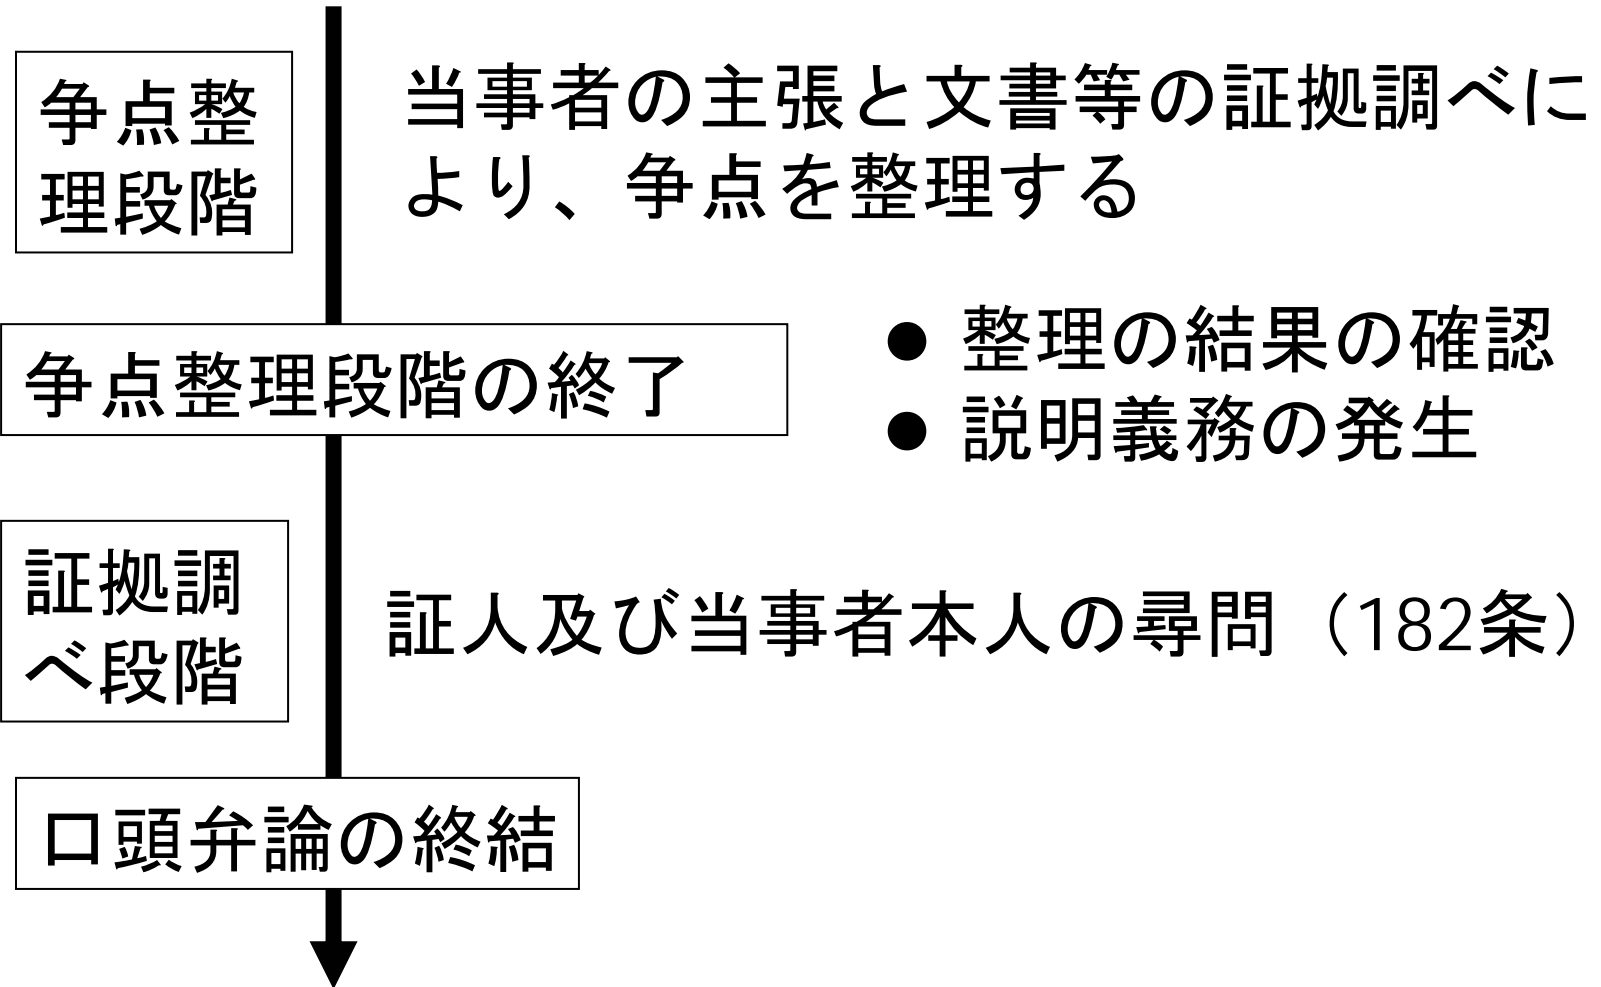 争点整
理段階
当事者の主張と文書等の証拠調べに
より、争点を整理する
争点整理段階の終了
● 整理の結果の確認
● 説明義務の発生
証拠調
べ段階
証人及び当事者本人の尋問（182条）
口頭弁論の終結